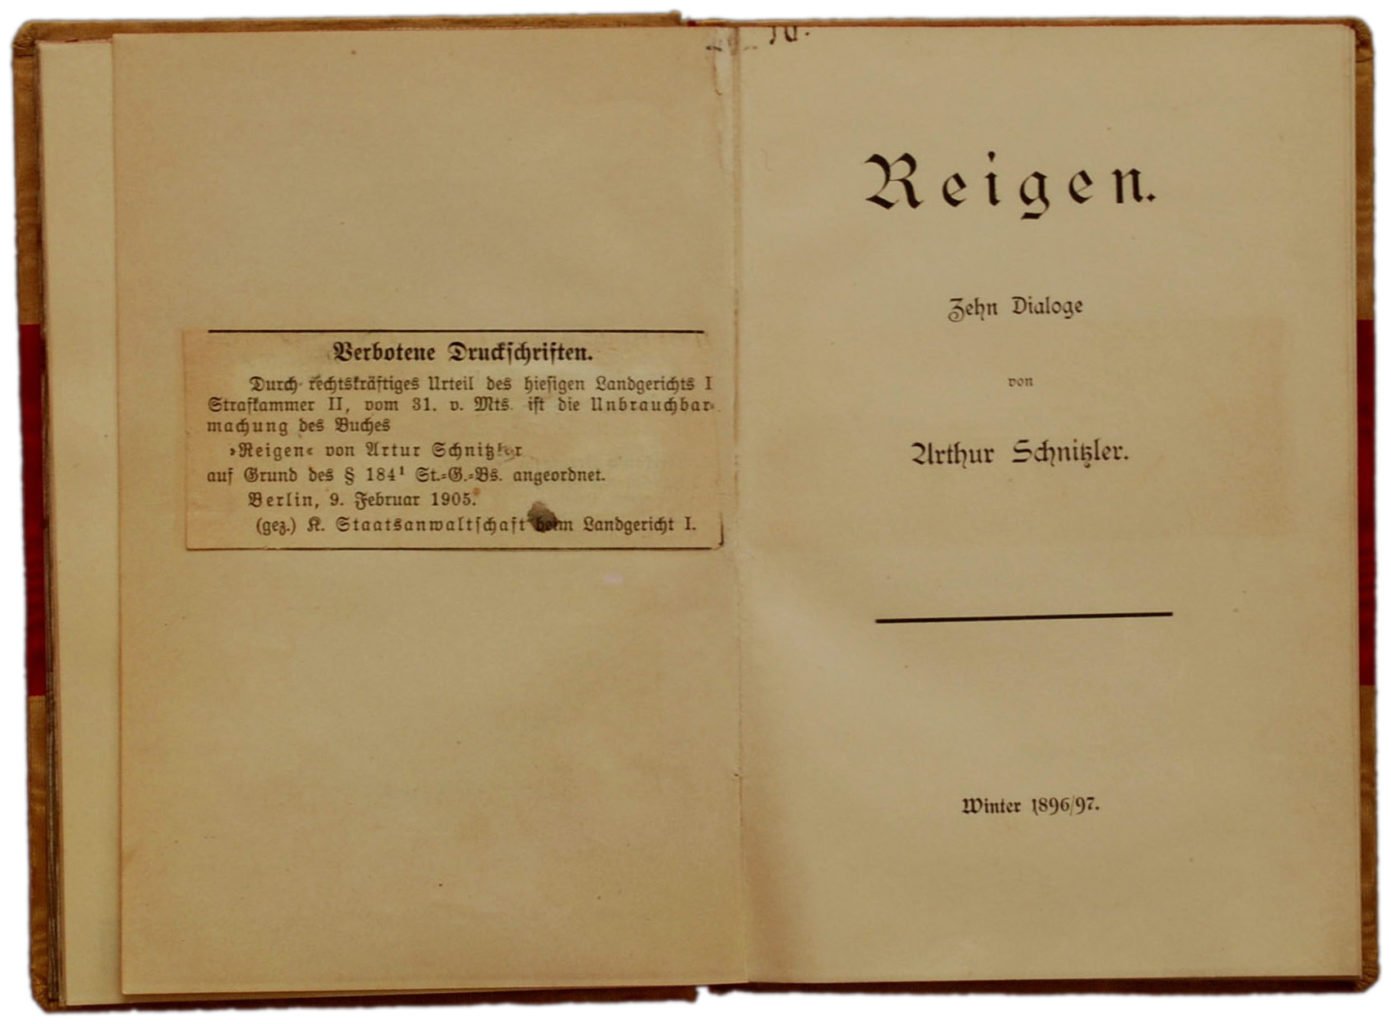 Verbotene Druckschriften.
Durch rechtskräftiges Urteil des hiesigen Landgerichts I
Strafkammer II, vom 31. v. Mts. ist die Unbrauchbar-
machung des Buches
»Reigen« von Artur Schnitzler
auf Grund des § 184¹ St.-G.-Bs. angeordnet.
Berlin, 9. Februar 1905.
(gez.) K. Staatsanwaltschaft beim Landgericht I.
Reigen.
Zehn Dialoge
von
Arthur Schnitzler.
Winter 1896/97.